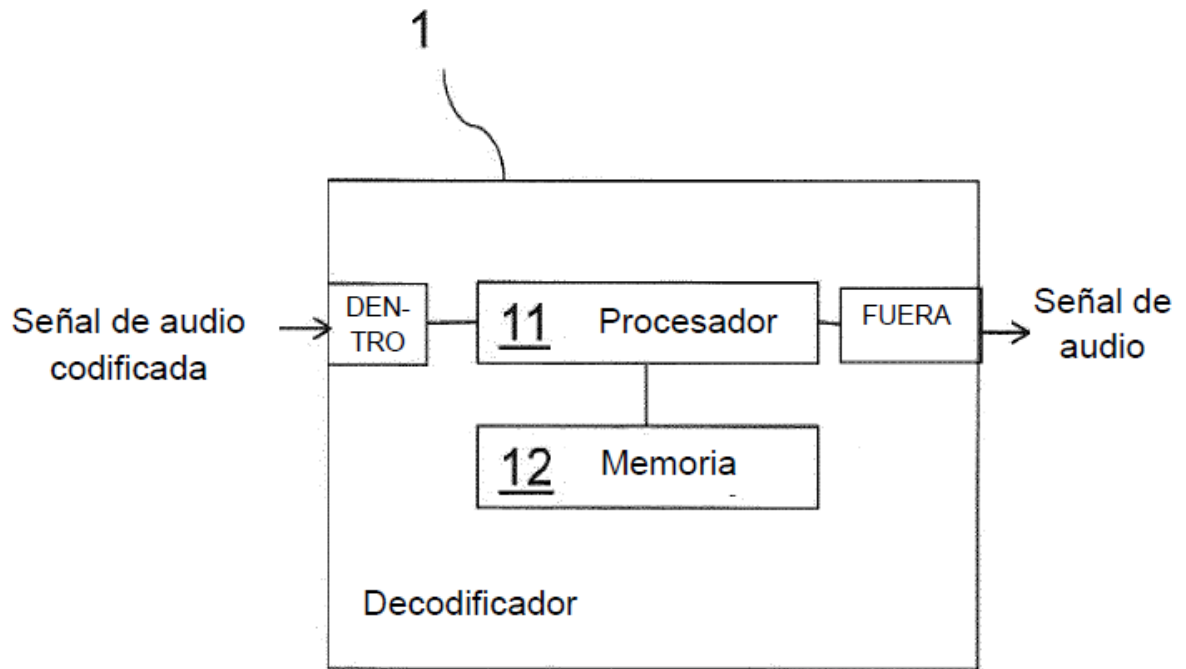 1
Señal de audio
codificada
DEN-
TRO
11 Procesador
FUERA
Señal de
audio
12 Memoria
Decodificador